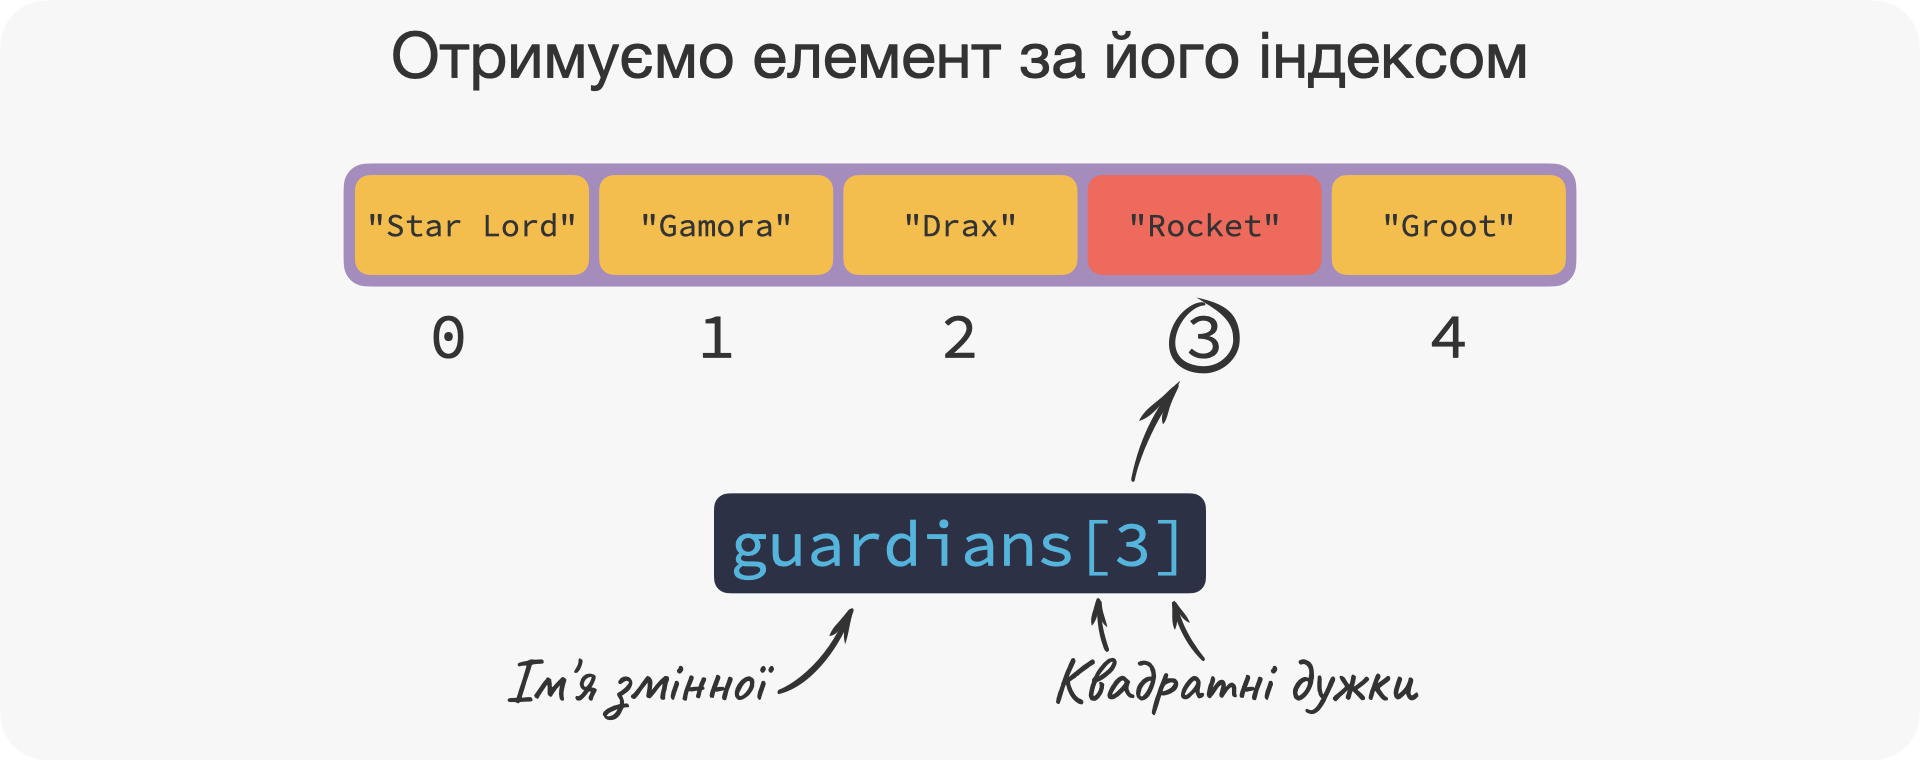 Отримуємо елемент за його індексом
"Star Lord" "Gamora" "Drax" "Rocket" "Groot"
0 1 2 3 4
guardians[3]
Ім'я змінної Квадратні дужки